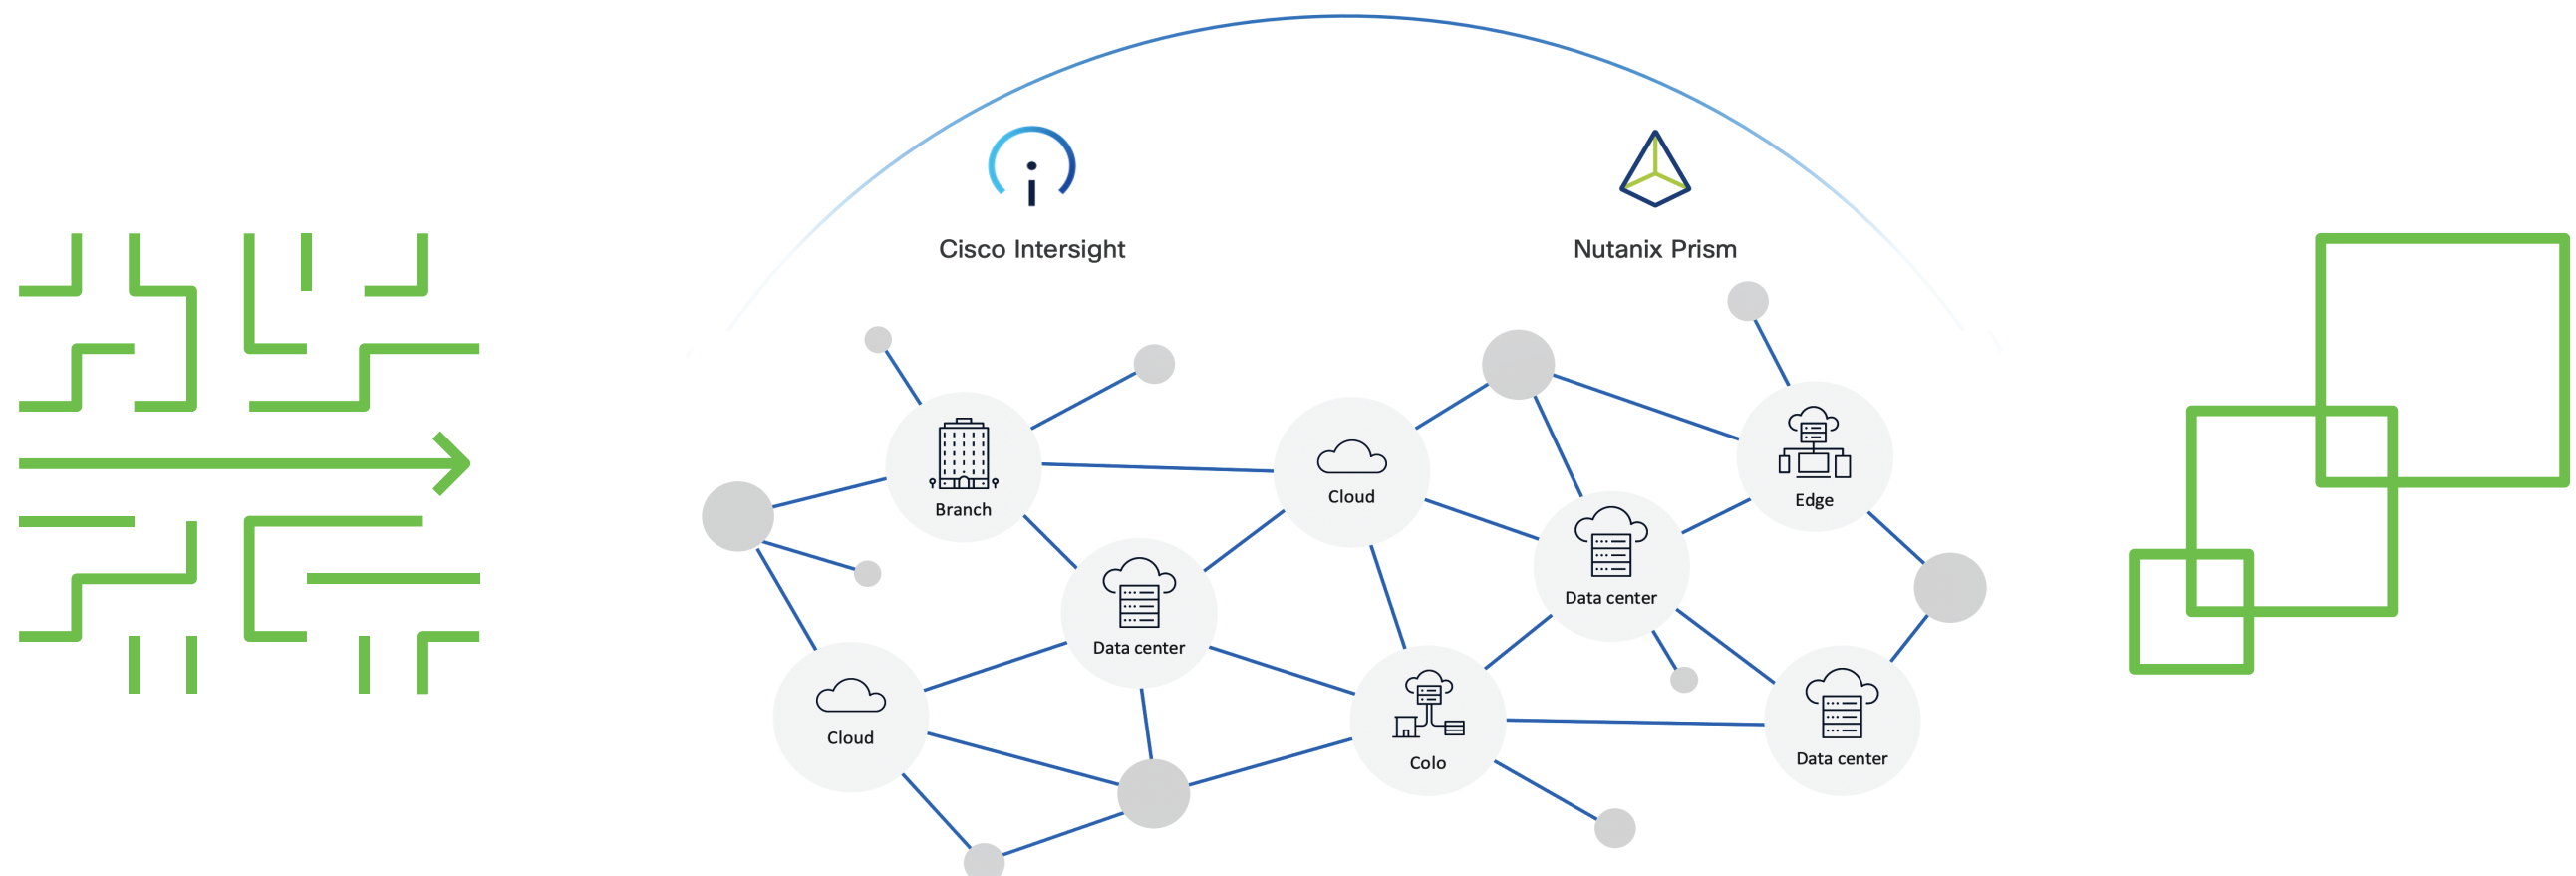 Cisco Intersight
Nutanix Prism
Branch
Cloud
Edge
Data center
Data center
Cloud
Colo
Data center